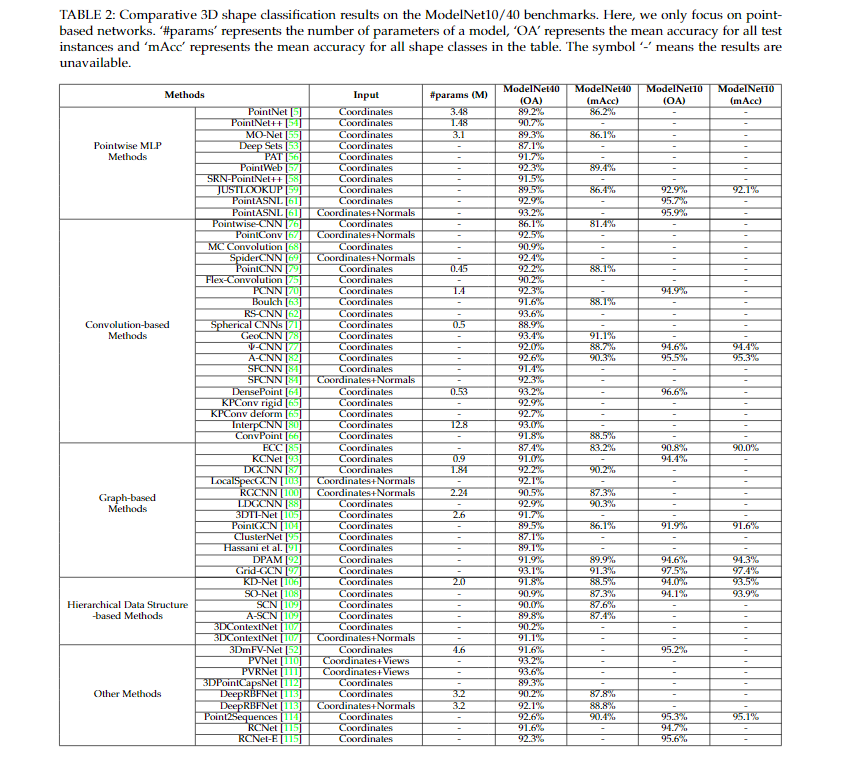 TABLE 2: Comparative 3D shape classification results on the ModelNet10/40 benchmarks. Here, we only focus on point-
based networks. '#params' represents the number of parameters of a model, 'OA' represents the mean accuracy for all test
instances and 'mAcc' represents the mean accuracy for all shape classes in the table. The symbol '-' means the results are
unavailable.
Methods Input #params (M) ModelNet40 (OA) ModelNet40 (mAcc) ModelNet10 (OA) ModelNet10 (mAcc)
Pointwise MLP Methods
PointNet [5] Coordinates 3.48 89.2% 86.2% - -
PointNet++ [54] Coordinates 1.48 90.7% - - -
MO-Net [55] Coordinates 3.1 89.3% 86.1% - -
Deep Sets [53] Coordinates - 87.1% - - -
PAT [56] Coordinates - 91.7% - - -
PointWeb [57] Coordinates - 92.3% 89.4% - -
SRN-PointNet++ [58] Coordinates - 91.5% - - -
JUSTLOOKUP [59] Coordinates - 89.5% 86.4% 92.9% 92.1%
PointASNL [61] Coordinates - 92.9% - 95.7% -
PointASNL [61] Coordinates+Normals - 93.2% - 95.9% -
Convolution-based Methods
Pointwise-CNN [76] Coordinates - 86.1% 81.4% - -
PointConv [67] Coordinates+Normals - 92.5% - - -
MC Convolution [68] Coordinates - 90.9% - - -
SpiderCNN [69] Coordinates+Normals - 92.4% - - -
PointCNN [79] Coordinates 0.45 92.2% 88.1% - -
Flex-Convolution [75] Coordinates - 90.2% - - -
PCNN [70] Coordinates 1.4 92.3% - 94.9% -
Boulch [63] Coordinates - 91.6% 88.1% - -
RS-CNN [62] Coordinates - 93.6% - - -
Spherical CNNs [71] Coordinates 0.5 88.9% - - -
GeoCNN [78] Coordinates - 93.4% 91.1% - -
Ψ-CNN [77] Coordinates - 92.0% 88.7% 94.6% 94.4%
A-CNN [82] Coordinates - 92.6% 90.3% 95.5% 95.3%
SFCNN [84] Coordinates - 91.4% - - -
SFCNN [84] Coordinates+Normals - 92.3% - - -
DensePoint [64] Coordinates 0.53 93.2% - 96.6% -
KPConv rigid [65] Coordinates - 92.9% - - -
KPConv deform [65] Coordinates - 92.7% - - -
InterpCNN [80] Coordinates 12.8 93.0% - - -
ConvPoint [66] Coordinates - 91.8% 88.5% - -
Graph-based Methods
ECC [85] Coordinates - 87.4% 83.2% 90.8% 90.0%
KCNet [93] Coordinates 0.9 91.0% - 94.4% -
DGCNN [87] Coordinates 1.84 92.2% 90.2% - -
LocalSpecGCN [103] Coordinates+Normals - 92.1% - - -
RGCNN [100] Coordinates+Normals 2.24 90.5% 87.3% - -
LDGCNN [88] Coordinates - 92.9% 90.3% - -
3DTI-Net [105] Coordinates 2.6 91.7% - - -
PointGCN [104] Coordinates - 89.5% 86.1% 91.9% 91.6%
ClusterNet [95] Coordinates - 87.1% - - -
Hassani et al. [91] Coordinates - 89.1% - - -
DPAM [92] Coordinates - 91.9% 89.9% 94.6% 94.3%
Grid-GCN [97] Coordinates - 93.1% 91.3% 97.5% 97.4%
Hierarchical Data Structure -based Methods
KD-Net [106] Coordinates 2.0 91.8% 88.5% 94.0% 93.5%
SO-Net [108] Coordinates - 90.9% 87.3% 94.1% 93.9%
SCN [109] Coordinates - 90.0% 87.6% - -
A-SCN [109] Coordinates - 89.8% 87.4% - -
3DContextNet [107] Coordinates - 90.2% - - -
3DContextNet [107] Coordinates+Normals - 91.1% - - -
Other Methods
3DmFV-Net [52] Coordinates 4.6 91.6% - 95.2% -
PVNet [110] Coordinates+Views - 93.2% - - -
PVRNet [111] Coordinates+Views - 93.6% - - -
3DPointCapsNet [112] Coordinates - 89.3% - - -
DeepRBFNet [113] Coordinates 3.2 90.2% 87.8% - -
DeepRBFNet [113] Coordinates+Normals 3.2 92.1% 88.8% - -
Point2Sequences [114] Coordinates - 92.6% 90.4% 95.3% 95.1%
RCNet [115] Coordinates - 91.6% - 94.7% -
RCNet-E [115] Coordinates - 92.3% - 95.6% -